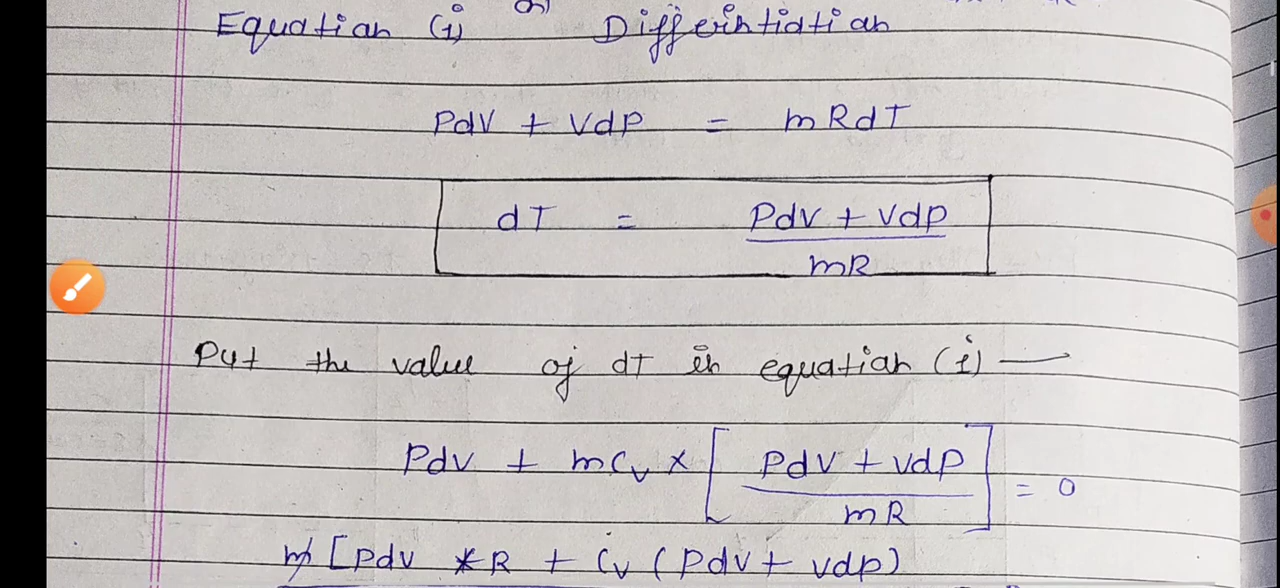 Equation (i) का Differintiation
PdV + VdP = mRdT
dT = PdV + VdP / mR
Put the value of dT in equation (i) —
PdV + mCv × [ PdV + VdP / mR ] = 0
m [PdV * R + Cv (PdV + VdP)